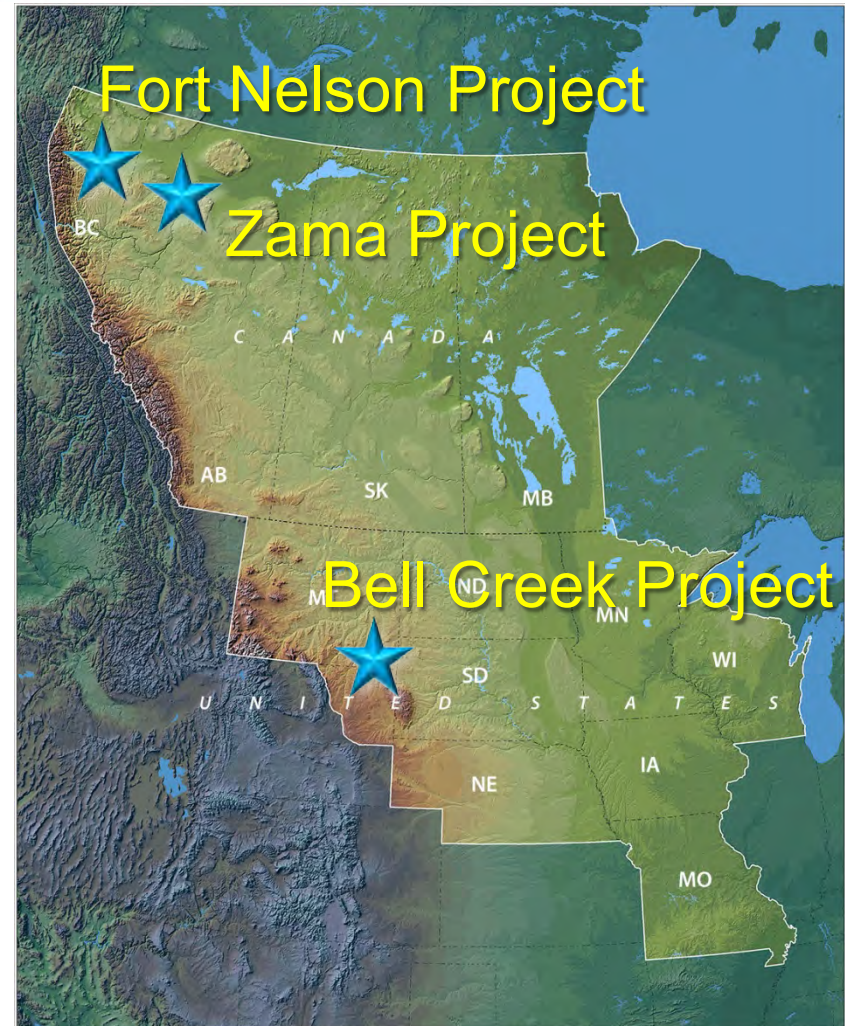 Fort Nelson Project
BC
Zama Project
C A N A D A
AB
SK
MB
Bell Creek Project
M
ND
MN
WI
SD
U N I T E D S T A T E S
IA
NE
MO